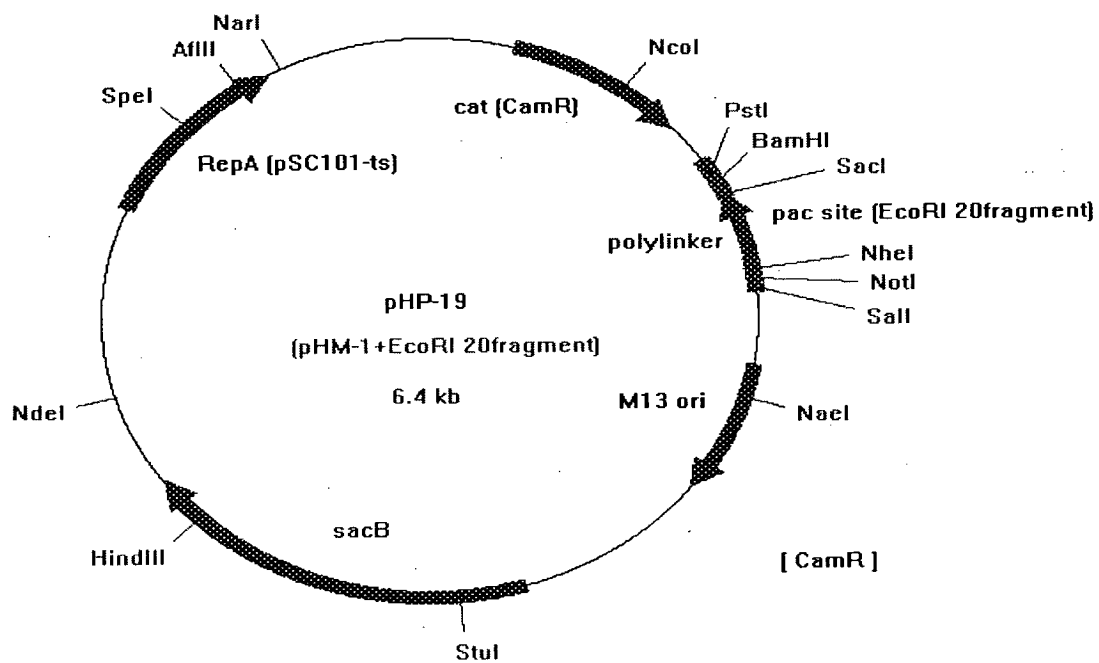 NarI
AflII
SpeI
NcoI
cat (CamR)
PstI
BamHI
SacI
RepA (pSC101-ts)
pac site (EcoRI 20fragment)
polylinker
NheI
NotI
SalI
pHP-19
(pHM-1+EcoRI 20fragment)
6.4 kb
M13 ori
NaeI
NdeI
sacB
HindIII
[ CamR ]
StuI